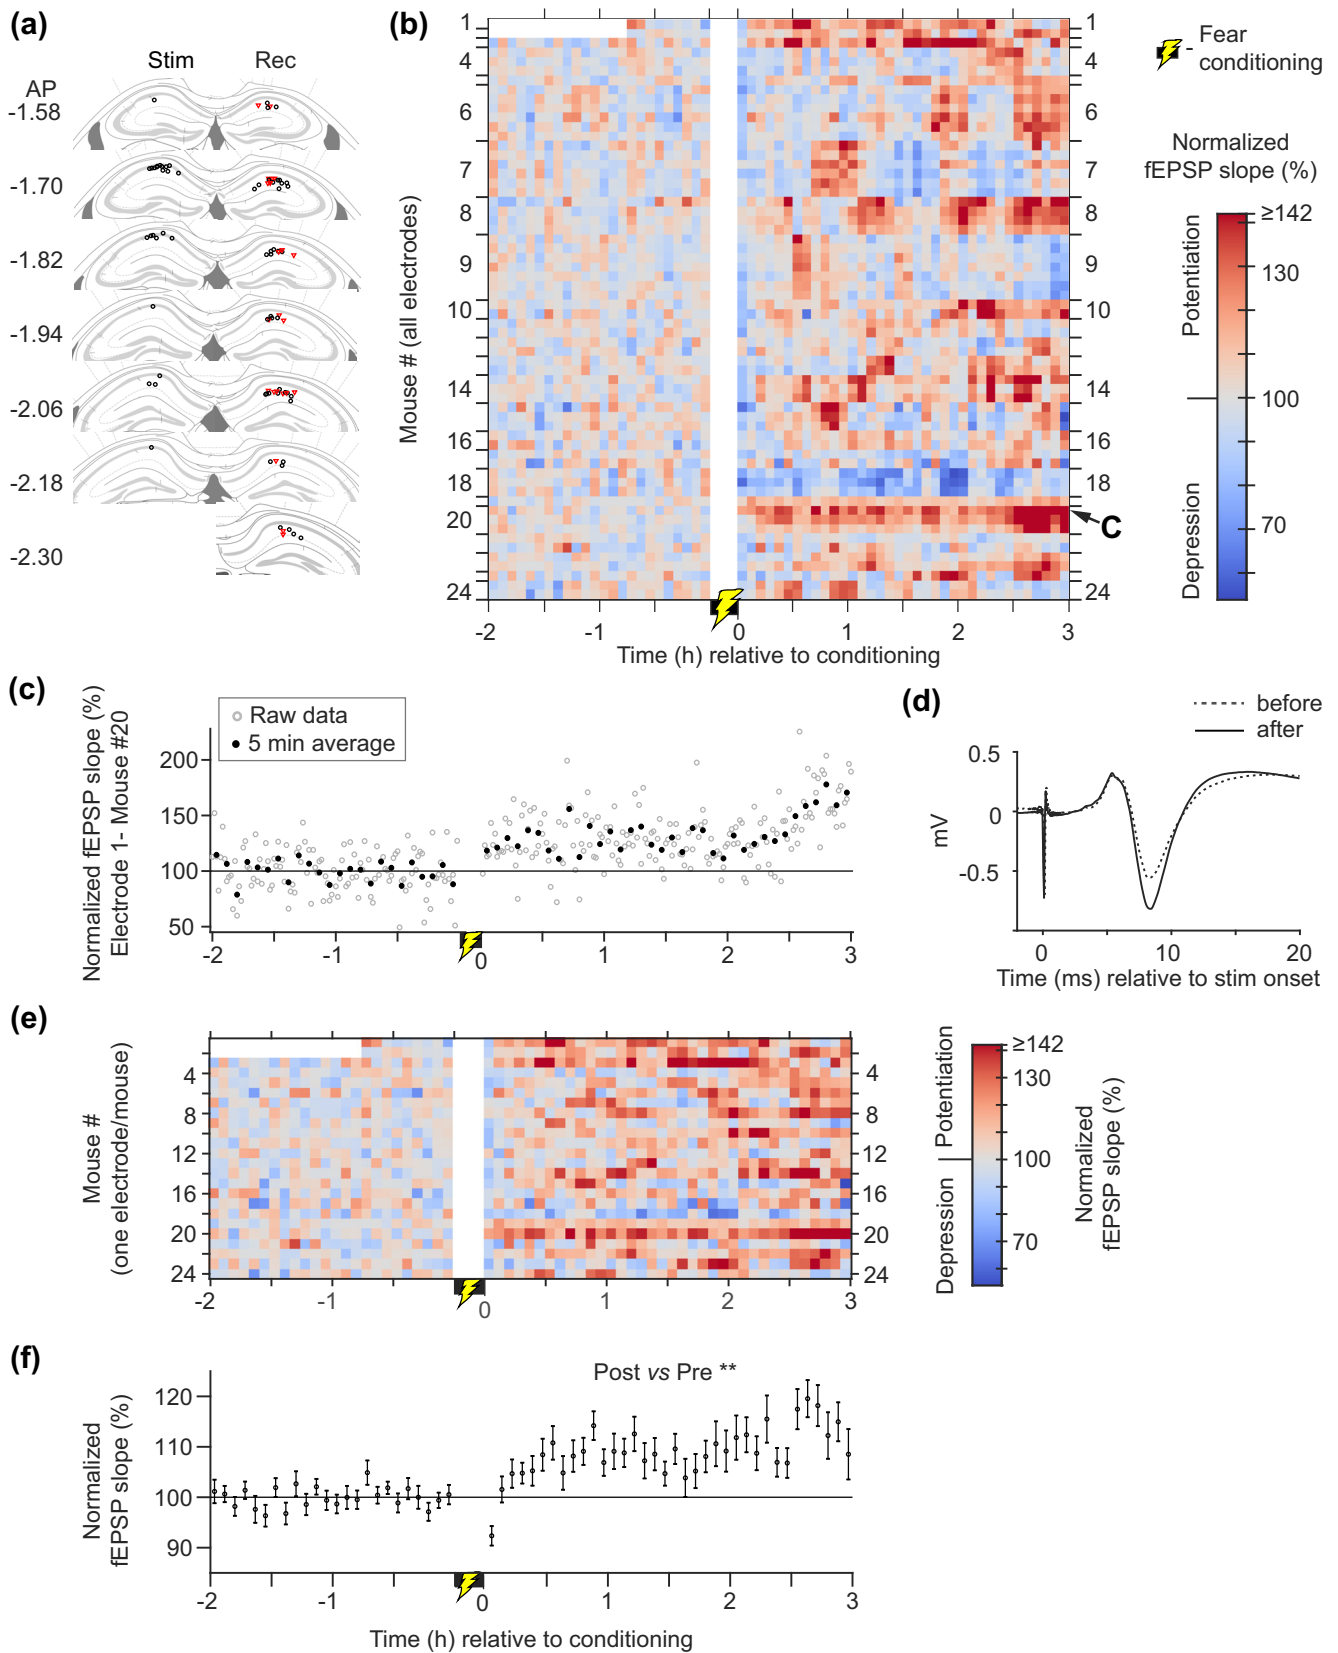 (a)
Stim
Rec
AP
-1.58
-1.70
-1.82
-1.94
-2.06
-2.18
-2.30
(b)
Mouse # (all electrodes)
1
4
6
7
8
9
10
14
16
18
20
24
1
4
6
7
8
9
10
14
16
18
20
24
C
-2
-1
0
1
2
3
Time (h) relative to conditioning
- Fear
conditioning
Normalized
fEPSP slope (%)
Potentiation
Depression
≥142
130
100
70
(c)
Normalized fEPSP slope (%)
Electrode 1- Mouse #20
Raw data
5 min average
200
150
100
50
-2
-1
0
1
2
3
(d)
before
after
mV
0.5
0
-0.5
0
10
20
Time (ms) relative to stim onset
(e)
Mouse #
(one electrode/mouse)
4
8
12
16
20
24
4
8
12
16
20
24
-2
-1
0
1
2
3
Depression
Potentiation
≥142
130
100
70
Normalized
fEPSP slope (%)
(f)
Normalized
fEPSP slope (%)
Post vs Pre **
120
110
100
90
-2
-1
0
1
2
3
Time (h) relative to conditioning